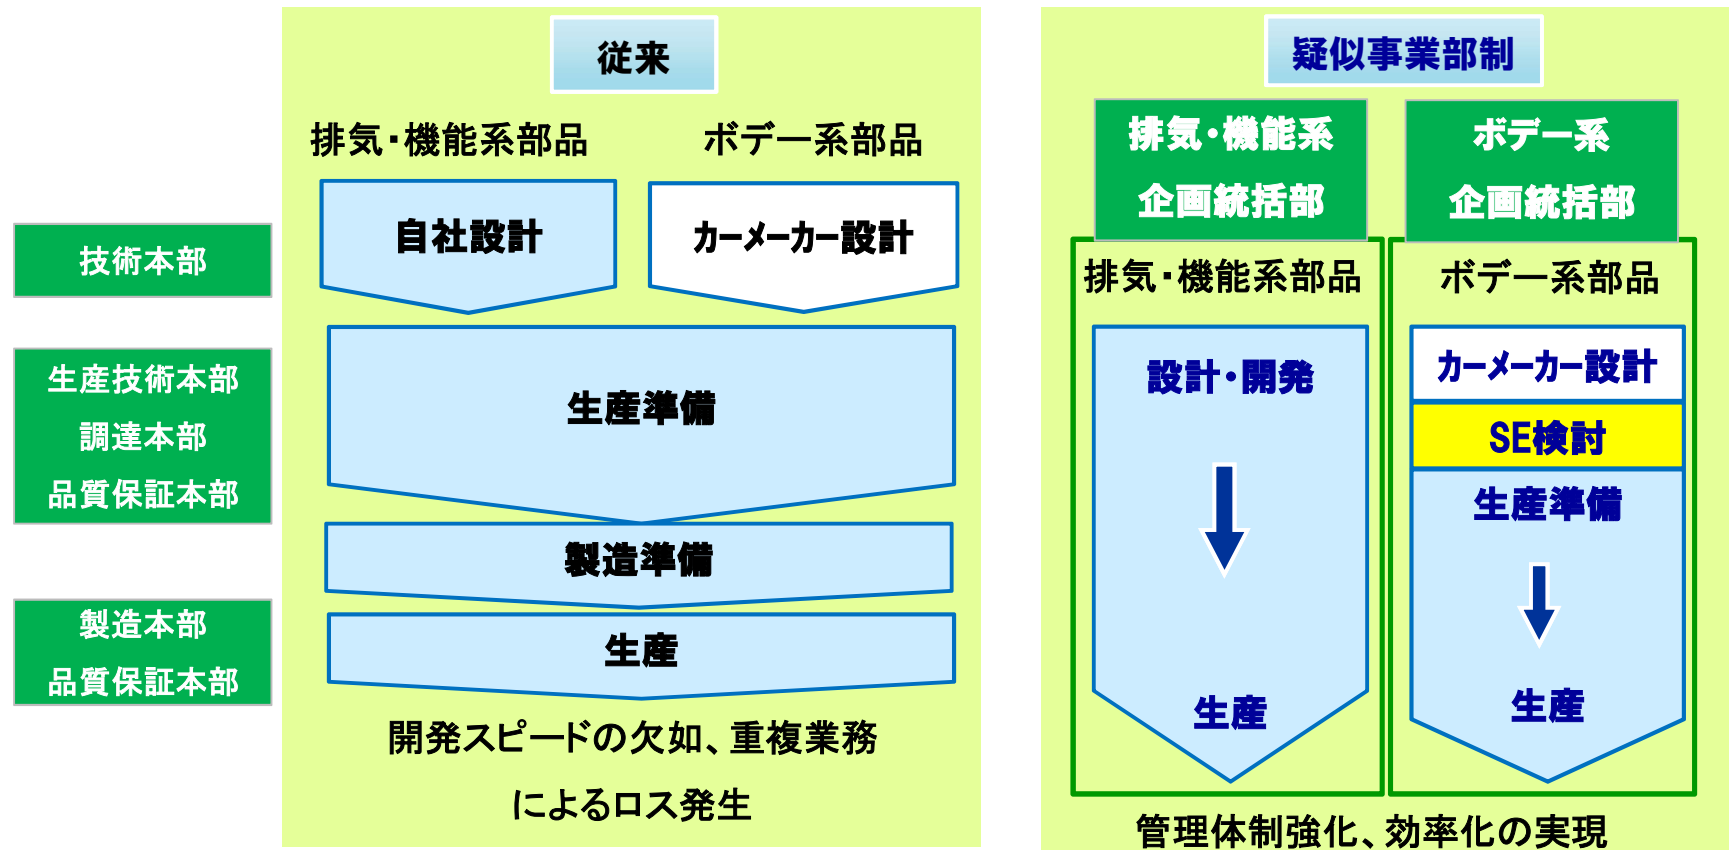 従来
排気・機能系部品
ボデー系部品
自社設計
カーメーカー設計
技術本部
生産技術本部
調達本部
品質保証本部
生産準備
製造準備
製造本部
品質保証本部
生産
開発スピードの欠如、重複業務
によるロス発生
疑似事業部制
排気・機能系
企画統括部
ボデー系
企画統括部
排気・機能系部品
ボデー系部品
設計・開発
生産
カーメーカー設計
SE検討
生産準備
生産
管理体制強化、効率化の実現